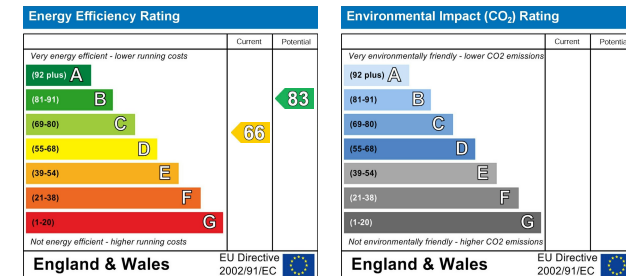 Energy Efficiency Rating
Current Potential
Very energy efficient - lower running costs
(92 plus) A
(81-91) B
83
(69-80) C
66
(55-68) D
(39-54) E
(21-38) F
(1-20) G
Not energy efficient - higher running costs
England & Wales
EU Directive
2002/91/EC
Environmental Impact (CO₂) Rating
Current Potential
Very environmentally friendly - lower CO2 emissions
(92 plus) A
(81-91) B
(69-80) C
(55-68) D
(39-54) E
(21-38) F
(1-20) G
Not environmentally friendly - higher CO2 emissions
England & Wales
EU Directive
2002/91/EC